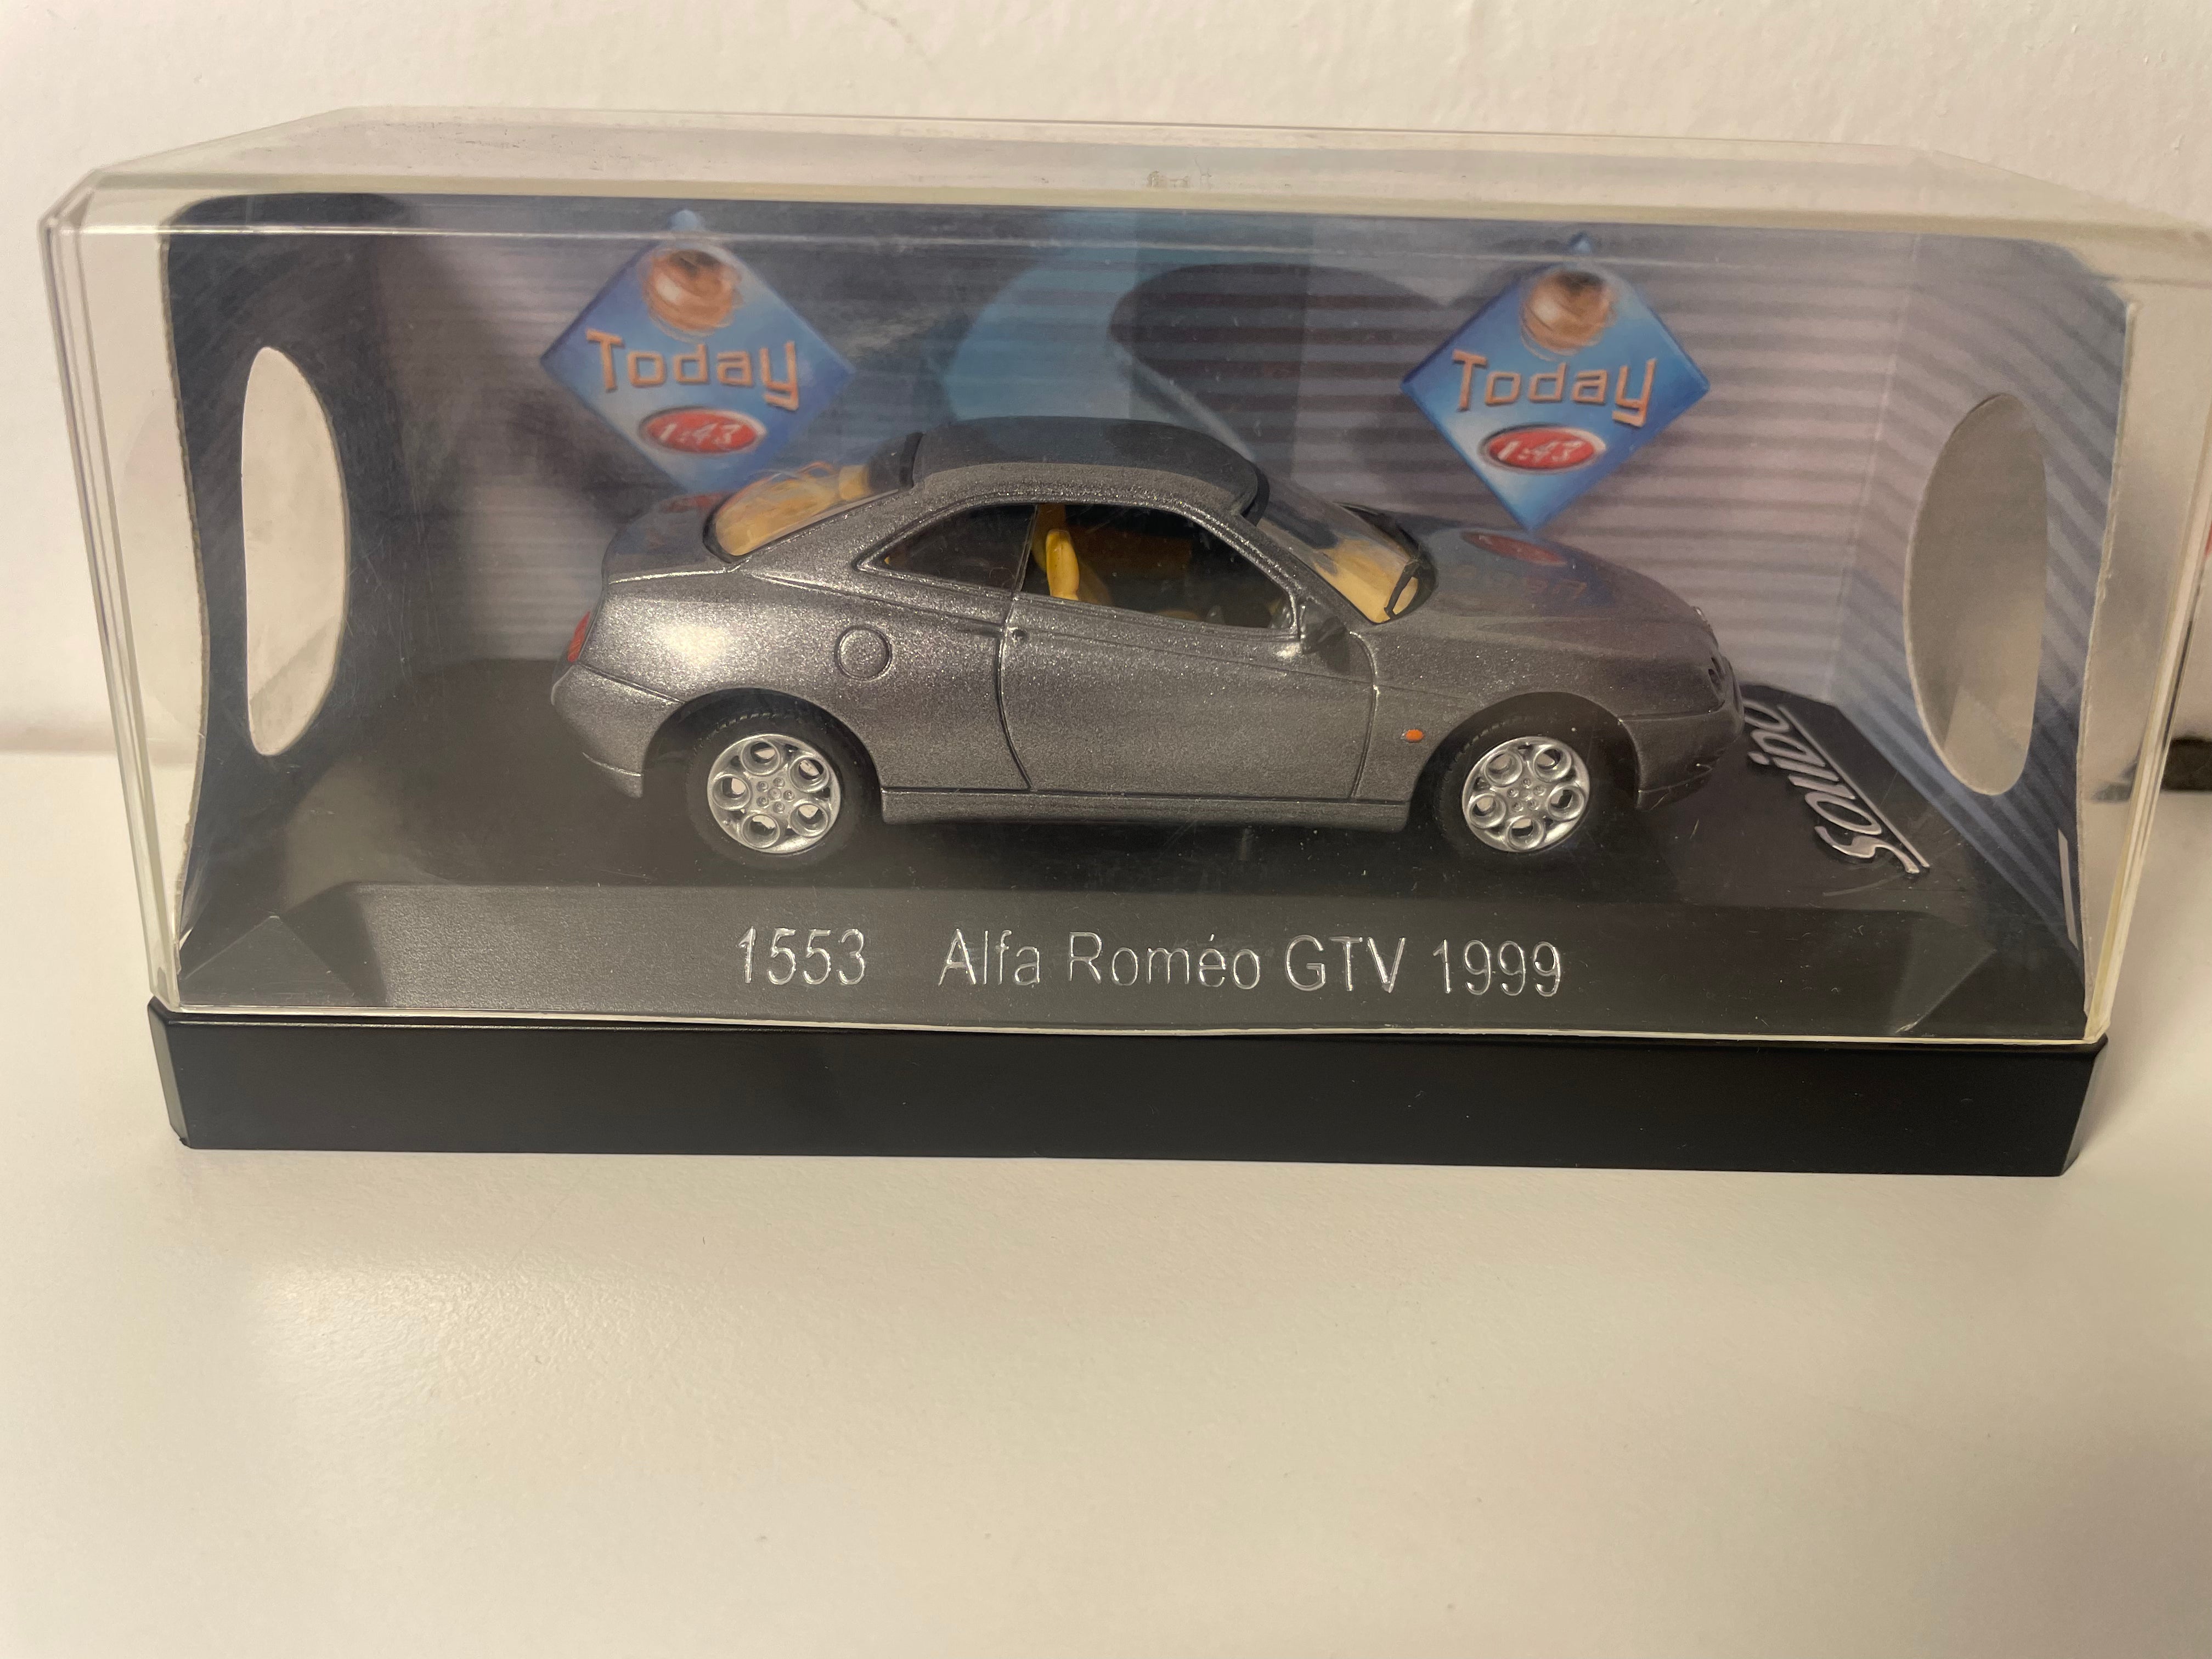 Today
1:43
Today
1:43
solido
1553 Alfa Roméo GTV 1999